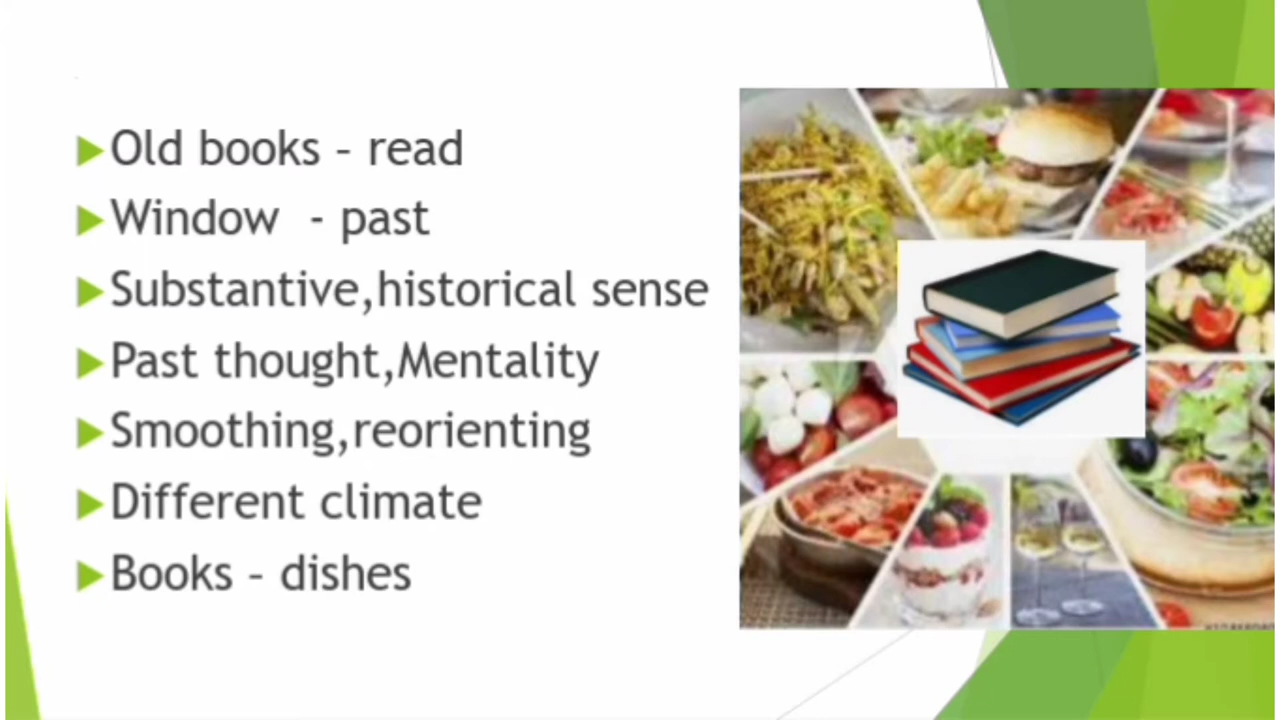 Old books – read
Window - past
Substantive,historical sense
Past thought,Mentality
Smoothing,reorienting
Different climate
Books – dishes